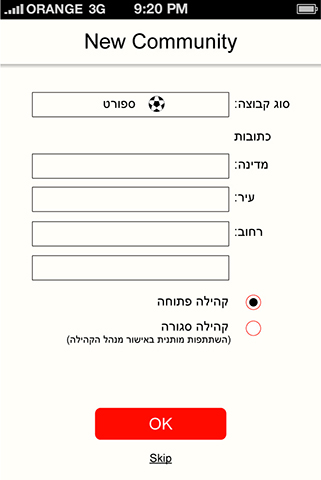 ORANGE 3G 9:20 PM
New Community
סוג קבוצה: ספורט
כתובות
מדינה:
עיר:
רחוב:
קהילה פתוחה
קהילה סגורה
(השתפתות מותנית באישור מנהל הקהילה)
OK
Skip